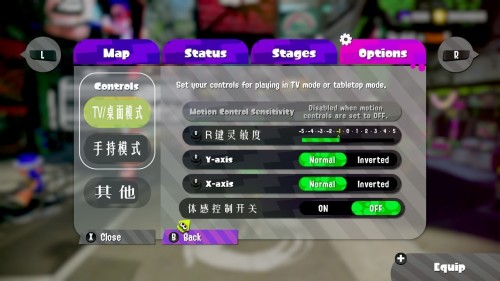 L
Map
Status
Stages
Options
R
Controls
TV/桌面模式
手持模式
其他
Set your controls for playing in TV mode or tabletop mode.
Motion Control Sensitivity
Disabled when motion
controls are set to OFF.
R键灵敏度
-5 -4 -3 -2 -1 0 1 2 3 4 5
Y-axis
Normal
Inverted
X-axis
Normal
Inverted
体感控制开关
ON
OFF
X Close
B Back
Equip